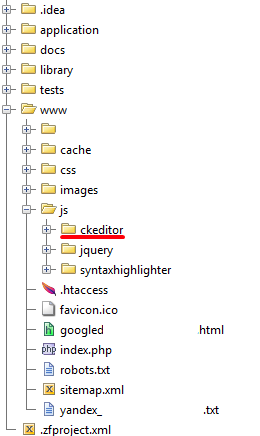 .idea
application
docs
library
tests
www
cache
css
images
js
ckeditor
jquery
syntaxhighlighter
.htaccess
favicon.ico
googled .html
index.php
robots.txt
sitemap.xml
yandex_ .txt
.zfproject.xml